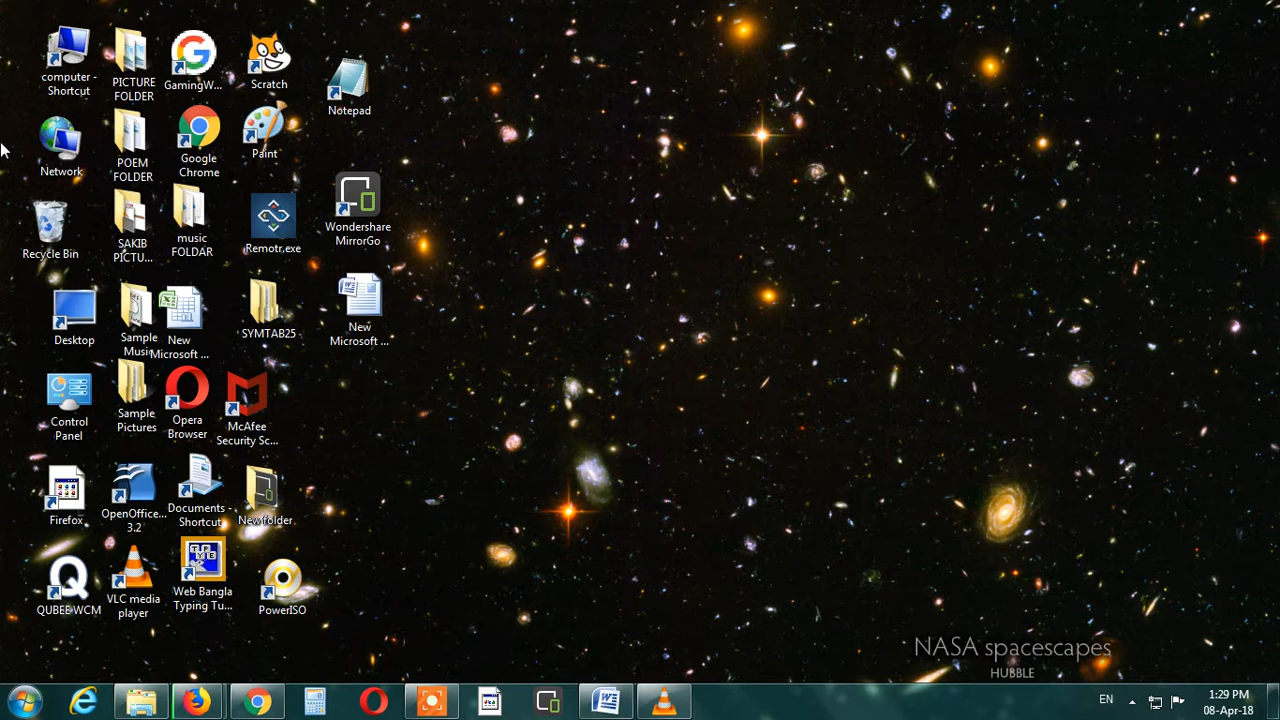 computer -
Shortcut
PICTURE
FOLDER
GamingW...
Scratch
Notepad
Network
POEM
FOLDER
Google
Chrome
Paint
Recycle Bin
SAKIB
PICTU...
music
FOLDAR
Remotr.exe
Wondershare
MirrorGo
Desktop
Sample
Music
New
Microsoft ...
SYMTAB25
New
Microsoft ...
Control
Panel
Sample
Pictures
Opera
Browser
McAfee
Security Sc...
Firefox
OpenOffice....
3.2
Documents -
Shortcut
New folder
QUBEE WCM
VLC media
player
Web Bangla
Typing Tu...
PowerISO
NASA spacescapes
HUBBLE
EN
1:29 PM
08-Apr-18